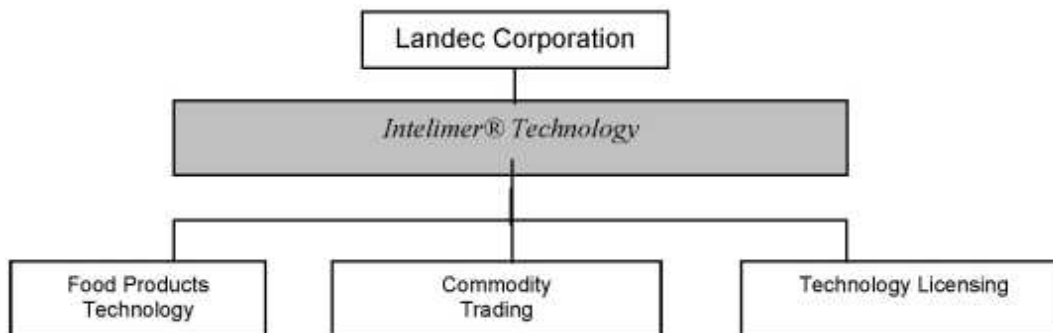 Landec Corporation
Intelimer® Technology
Food Products
Technology
Commodity
Trading
Technology Licensing